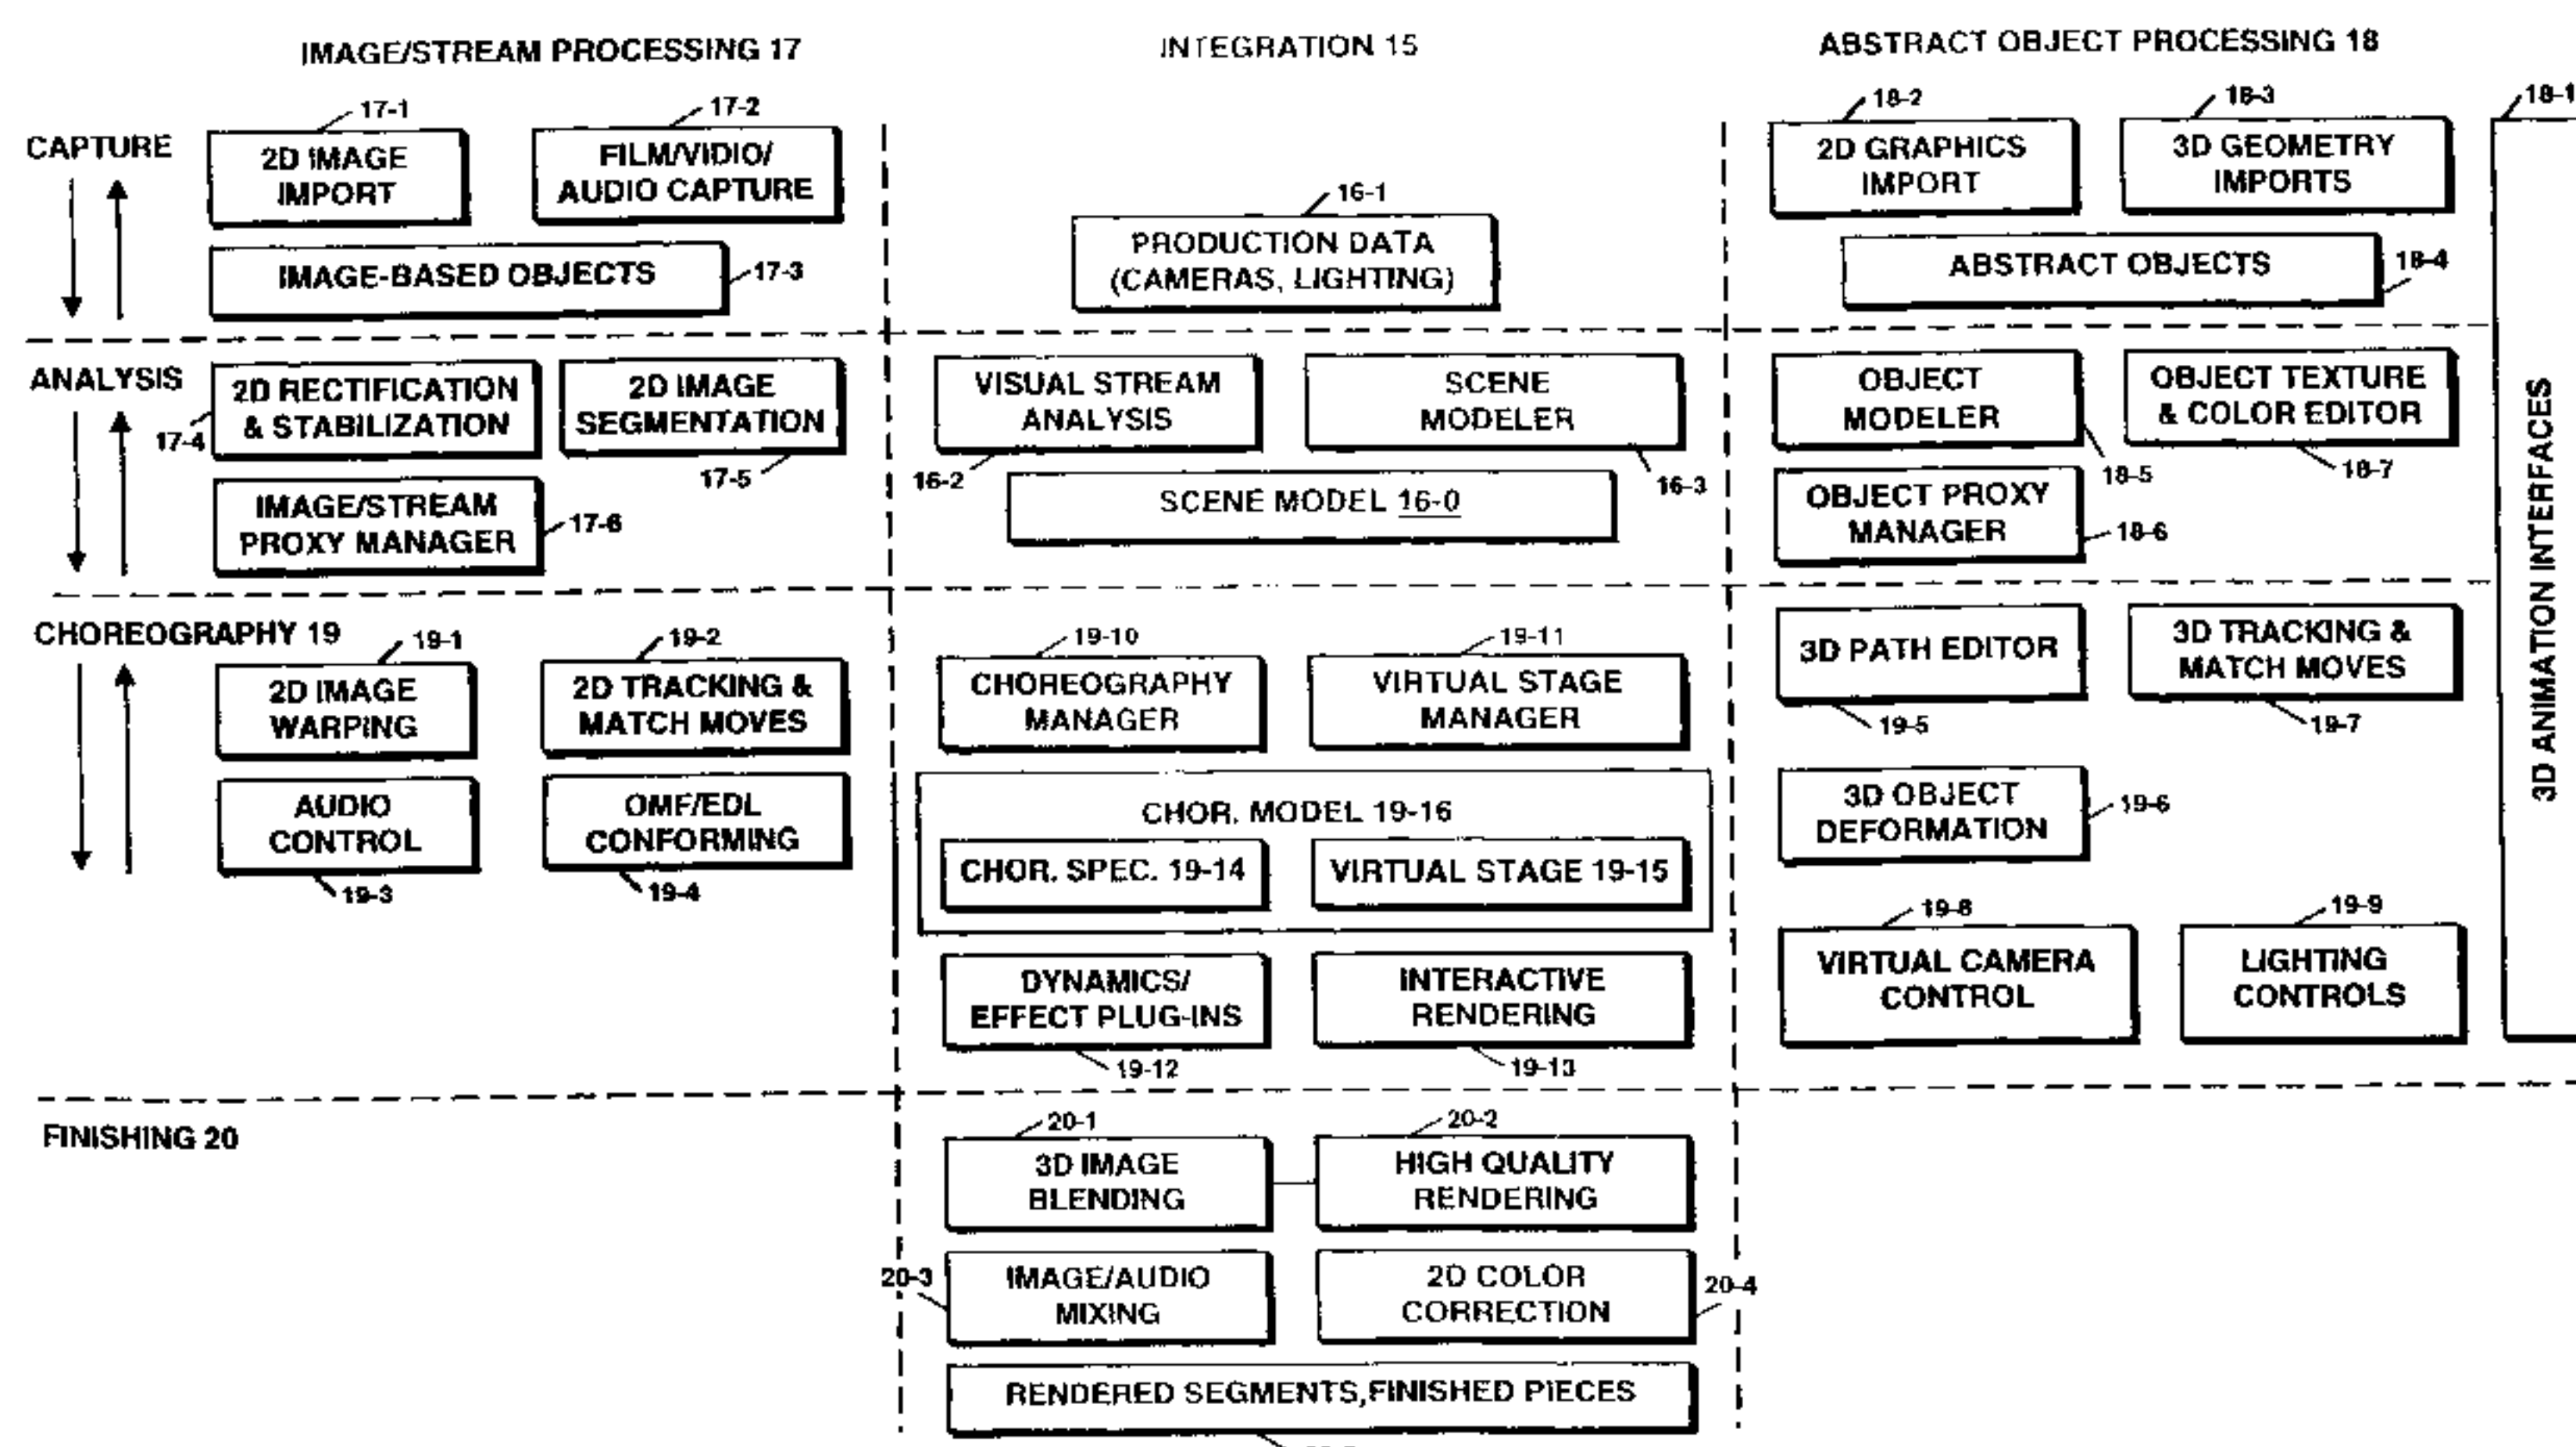 IMAGE/STREAM PROCESSING 17
INTEGRATION 15
ABSTRACT OBJECT PROCESSING 18
CAPTURE
17-1
2D IMAGE
IMPORT
17-2
FILM/VIDIO/
AUDIO CAPTURE
IMAGE-BASED OBJECTS
17-3
16-1
PRODUCTION DATA
(CAMERAS, LIGHTING)
18-2
2D GRAPHICS
IMPORT
18-3
3D GEOMETRY
IMPORTS
18-1
ABSTRACT OBJECTS
18-4
3D ANIMATION INTERFACES
ANALYSIS
2D RECTIFICATION
& STABILIZATION
17-4
2D IMAGE
SEGMENTATION
17-5
IMAGE/STREAM
PROXY MANAGER
17-6
VISUAL STREAM
ANALYSIS
16-2
SCENE
MODELER
16-3
SCENE MODEL 16-0
OBJECT
MODELER
18-5
OBJECT TEXTURE
& COLOR EDITOR
18-7
OBJECT PROXY
MANAGER
18-6
CHOREOGRAPHY 19
19-1
2D IMAGE
WARPING
19-2
2D TRACKING &
MATCH MOVES
AUDIO
CONTROL
19-3
OMF/EDL
CONFORMING
19-4
19-10
CHOREOGRAPHY
MANAGER
19-11
VIRTUAL STAGE
MANAGER
CHOR. MODEL 19-16
CHOR. SPEC. 19-14
VIRTUAL STAGE 19-15
DYNAMICS/
EFFECT PLUG-INS
19-12
INTERACTIVE
RENDERING
19-13
3D PATH EDITOR
19-5
3D TRACKING &
MATCH MOVES
19-7
3D OBJECT
DEFORMATION
19-6
19-8
VIRTUAL CAMERA
CONTROL
19-9
LIGHTING
CONTROLS
FINISHING 20
20-1
3D IMAGE
BLENDING
20-2
HIGH QUALITY
RENDERING
20-3
IMAGE/AUDIO
MIXING
2D COLOR
CORRECTION
20-4
RENDERED SEGMENTS,FINISHED PIECES